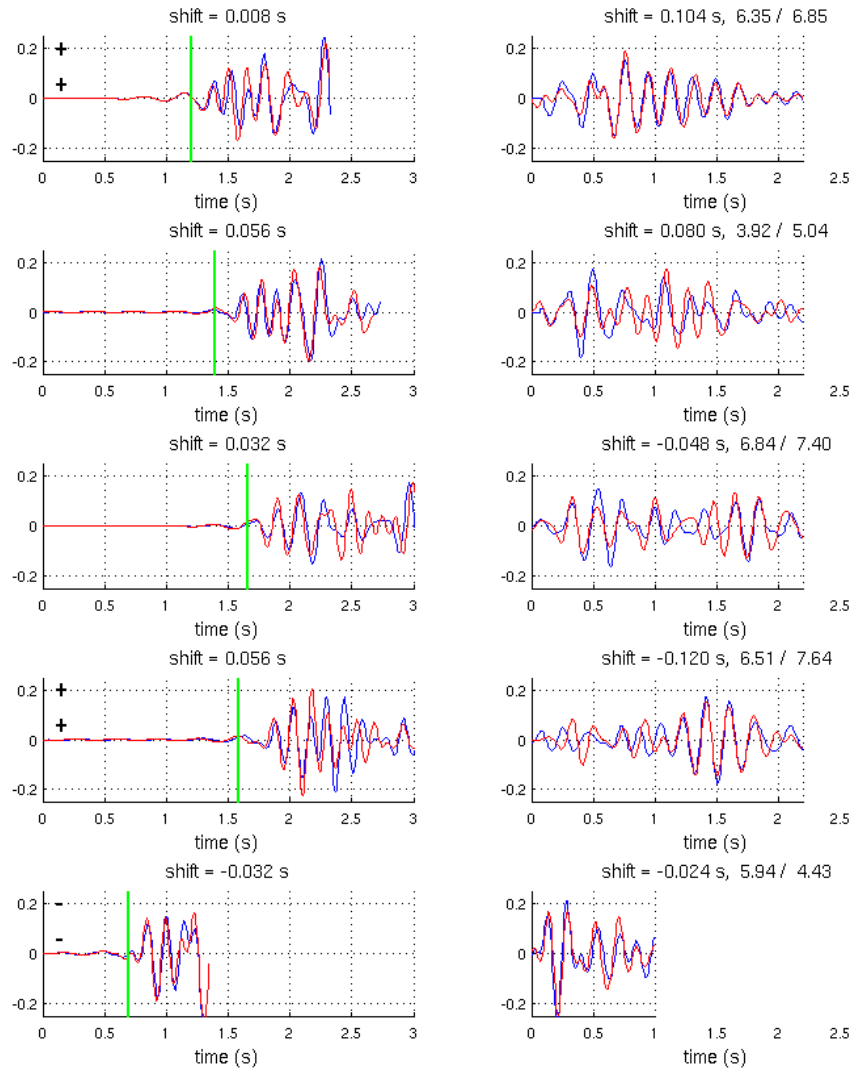 shift = 0.008 s
shift = 0.104 s, 6.35 / 6.85
0.2
0
-0.2
+
+
0 0.5 1 1.5 2 2.5 3
0 0.5 1 1.5 2 2.5
time (s)
time (s)
shift = 0.056 s
shift = 0.080 s, 3.92 / 5.04
0.2
0
-0.2
0.2
0
-0.2
0 0.5 1 1.5 2 2.5 3
0 0.5 1 1.5 2 2.5
time (s)
time (s)
shift = 0.032 s
shift = -0.048 s, 6.84 / 7.40
0.2
0
-0.2
0.2
0
-0.2
0 0.5 1 1.5 2 2.5 3
0 0.5 1 1.5 2 2.5
time (s)
time (s)
shift = 0.056 s
shift = -0.120 s, 6.51 / 7.64
0.2
0
-0.2
+
+
0.2
0
-0.2
0 0.5 1 1.5 2 2.5 3
0 0.5 1 1.5 2 2.5
time (s)
time (s)
shift = -0.032 s
shift = -0.024 s, 5.94 / 4.43
0.2
0
-0.2
-
-
0.2
0
-0.2
0 0.5 1 1.5 2 2.5 3
0 0.5 1 1.5 2 2.5
time (s)
time (s)